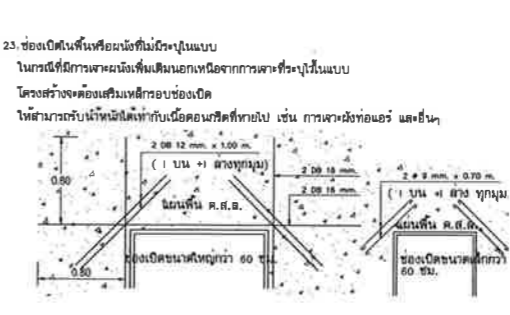 23. ช่องเปิดในพื้นหรือผนังที่ไม่มีระบุในแบบ
ในกรณีที่มีการเจาะผนังเพิ่มเติมนอกเหนือจากการเจาะที่ระบุไว้ในแบบ
โครงสร้างจะต้องเสริมเหล็กรอบช่องเปิด
ให้สามารถรับน้ำหนักได้เท่ากับเนื้อคอนกรีตที่หายไป เช่น การเจาะฝังท่อแอร์ และอื่นๆ
2 DB 12 mm. x 1.00 m.
( 1 บน +1 ล่างทุกมุม)
0.60
2 DB 16 mm.
2 DB 16 mm.
2 ø 9 mm. x 0.70 m.
( 1 บน +1 ล่าง ทุกมุม
แผ่นพื้น ค.ส.ล.
แผ่นพื้น ค.ส.ล.
ช่องเปิดขนาดใหญ่กว่า 60 ซม.
ช่องเปิดขนาดเล็กกว่า
60 ซม.
0.60